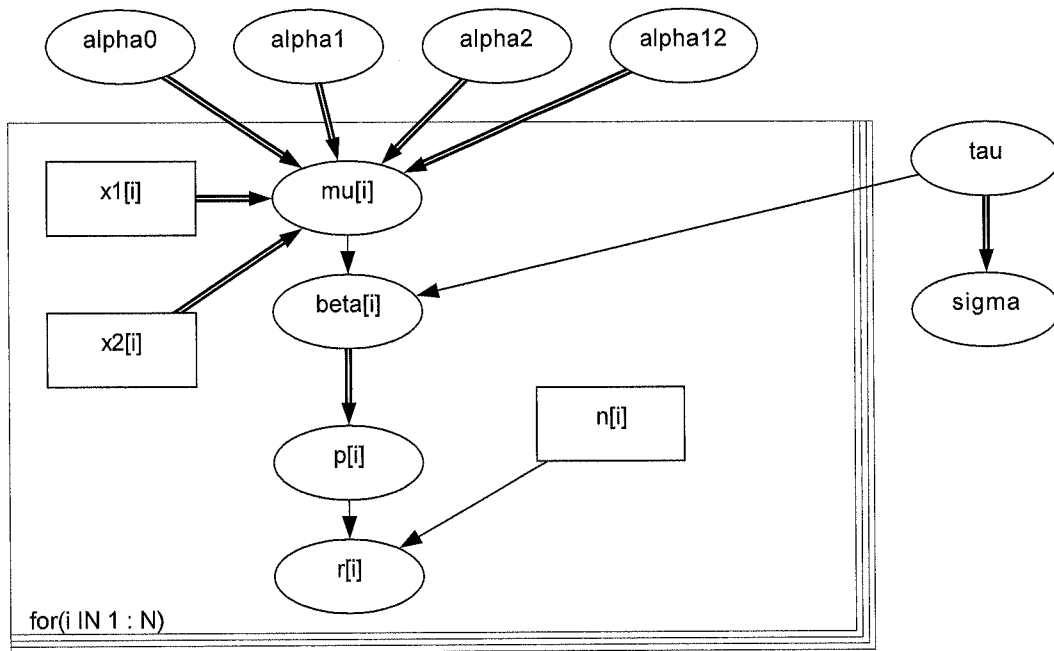 alpha0
alpha1
alpha2
alpha12
tau
x1[i]
mu[i]
beta[i]
sigma
x2[i]
n[i]
p[i]
r[i]
for(i IN 1 : N)